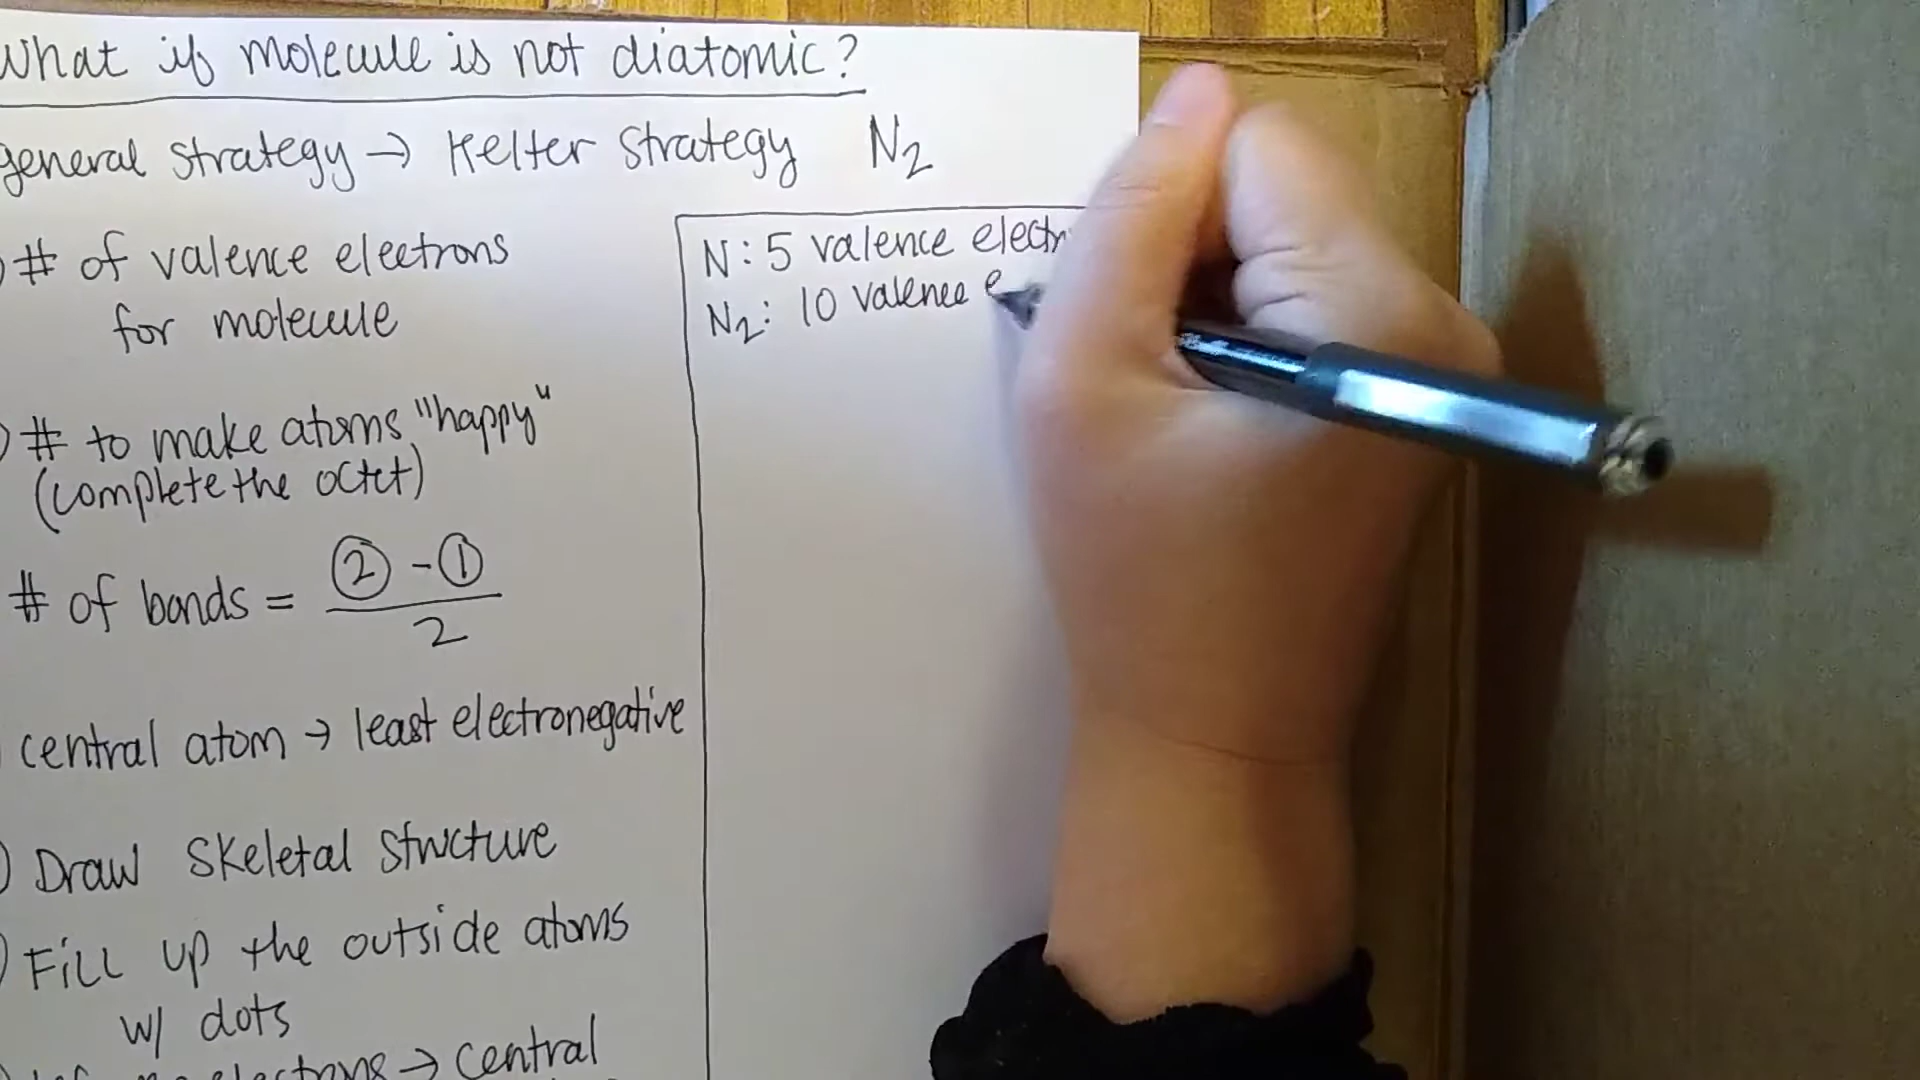 What if molecule is not diatomic?
general strategy → Kelter strategy N2
# of valence electrons
for molecule
# to make atoms "happy"
(complete the octet)
# of bonds = ② - ①
2
central atom → least electronegative
Draw skeletal structure
Fill up the outside atoms
w/ dots
→ central
N: 5 valence electr
N2: 10 valence e